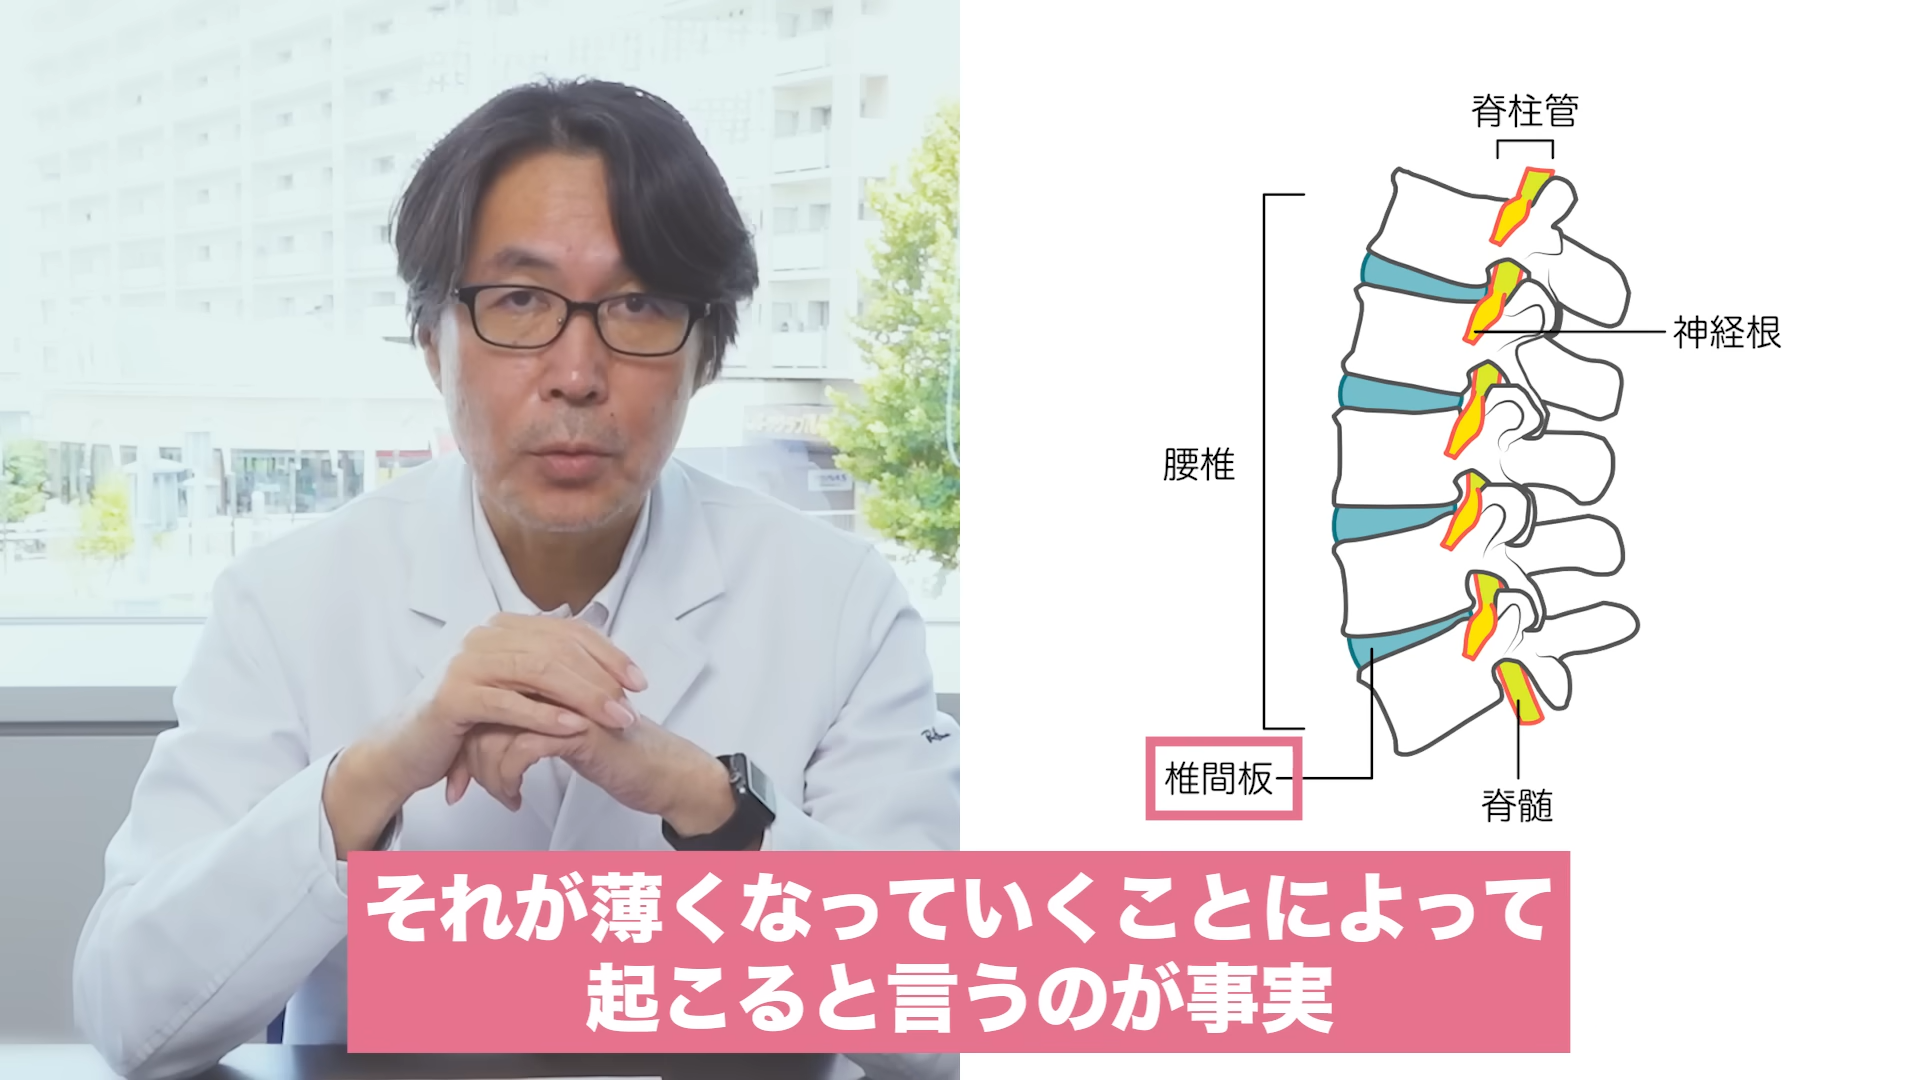 脊柱管
神経根
腰椎
椎間板
脊髄
それが薄くなっていくことによって
起こると言うのが事実